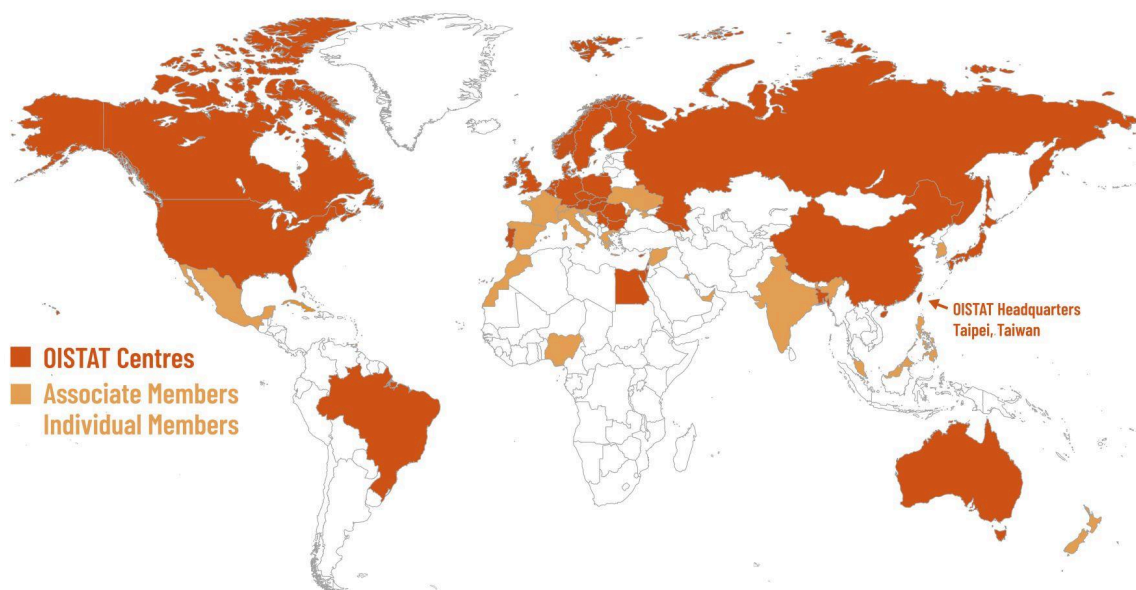 OISTAT Headquarters
Taipei, Taiwan
OISTAT Centres
Associate Members
Individual Members